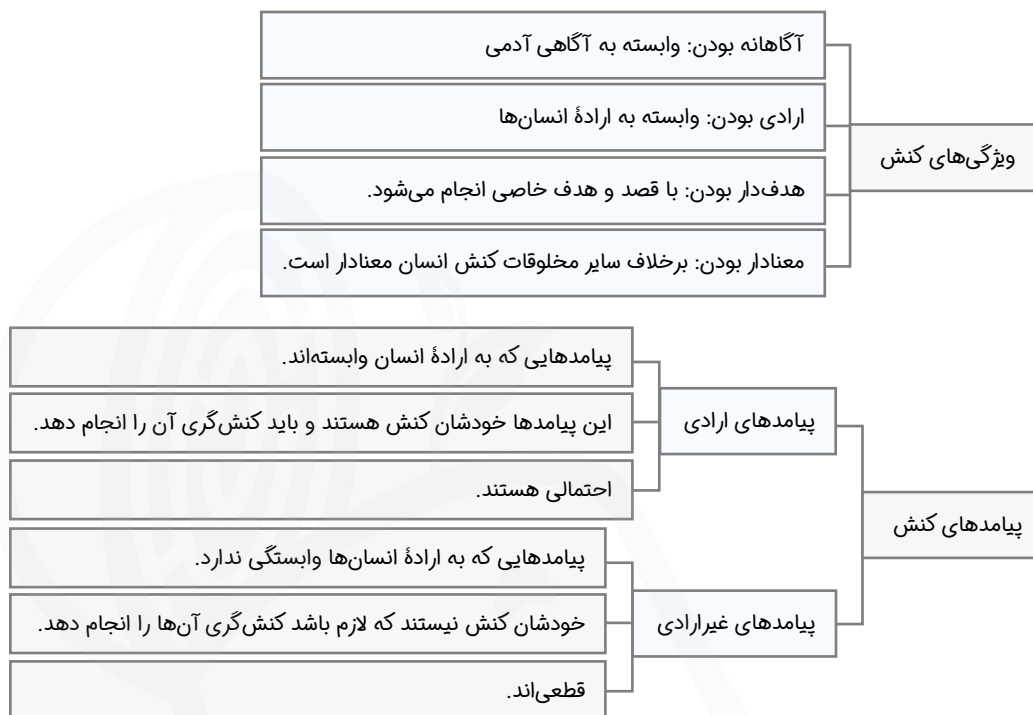 ویژگی‌های کنش
آگاهانه بودن: وابسته به آگاهی آدمی
ارادی بودن: وابسته به ارادهٔ انسان‌ها
هدف‌دار بودن: با قصد و هدف خاصی انجام می‌شود.
معنادار بودن: برخلاف سایر مخلوقات کنش انسان معنادار است.
پیامدهای کنش
پیامدهای ارادی
پیامدهایی که به ارادهٔ انسان وابسته‌اند.
این پیامدها خودشان کنش هستند و باید کنش‌گری آن را انجام دهد.
احتمالی هستند.
پیامدهای غیرارادی
پیامدهایی که به ارادهٔ انسان‌ها وابستگی ندارد.
خودشان کنش نیستند که لازم باشد کنش‌گری آن‌ها را انجام دهد.
قطعی‌اند.